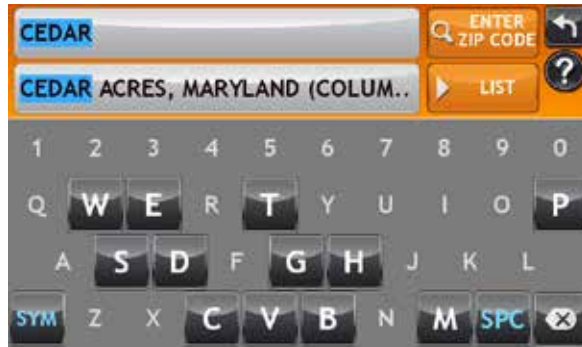 CEDAR
ENTER
ZIP CODE
CEDAR ACRES, MARYLAND (COLUM..
LIST
?
1 2 3 4 5 6 7 8 9 0
Q W E R T Y U I O P
A S D F G H J K L
SYM Z X C V B N M SPC